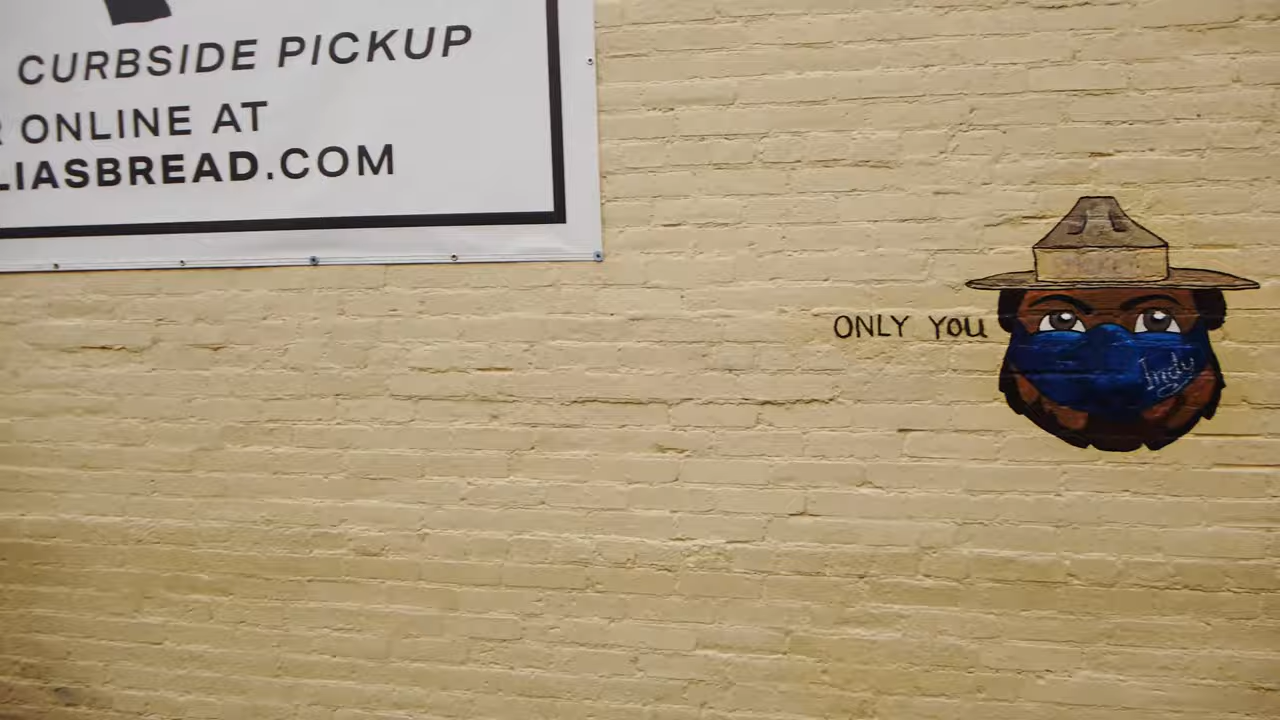 CURBSIDE PICKUP
ONLINE AT
LIASBREAD.COM
ONLY YOU
Indy